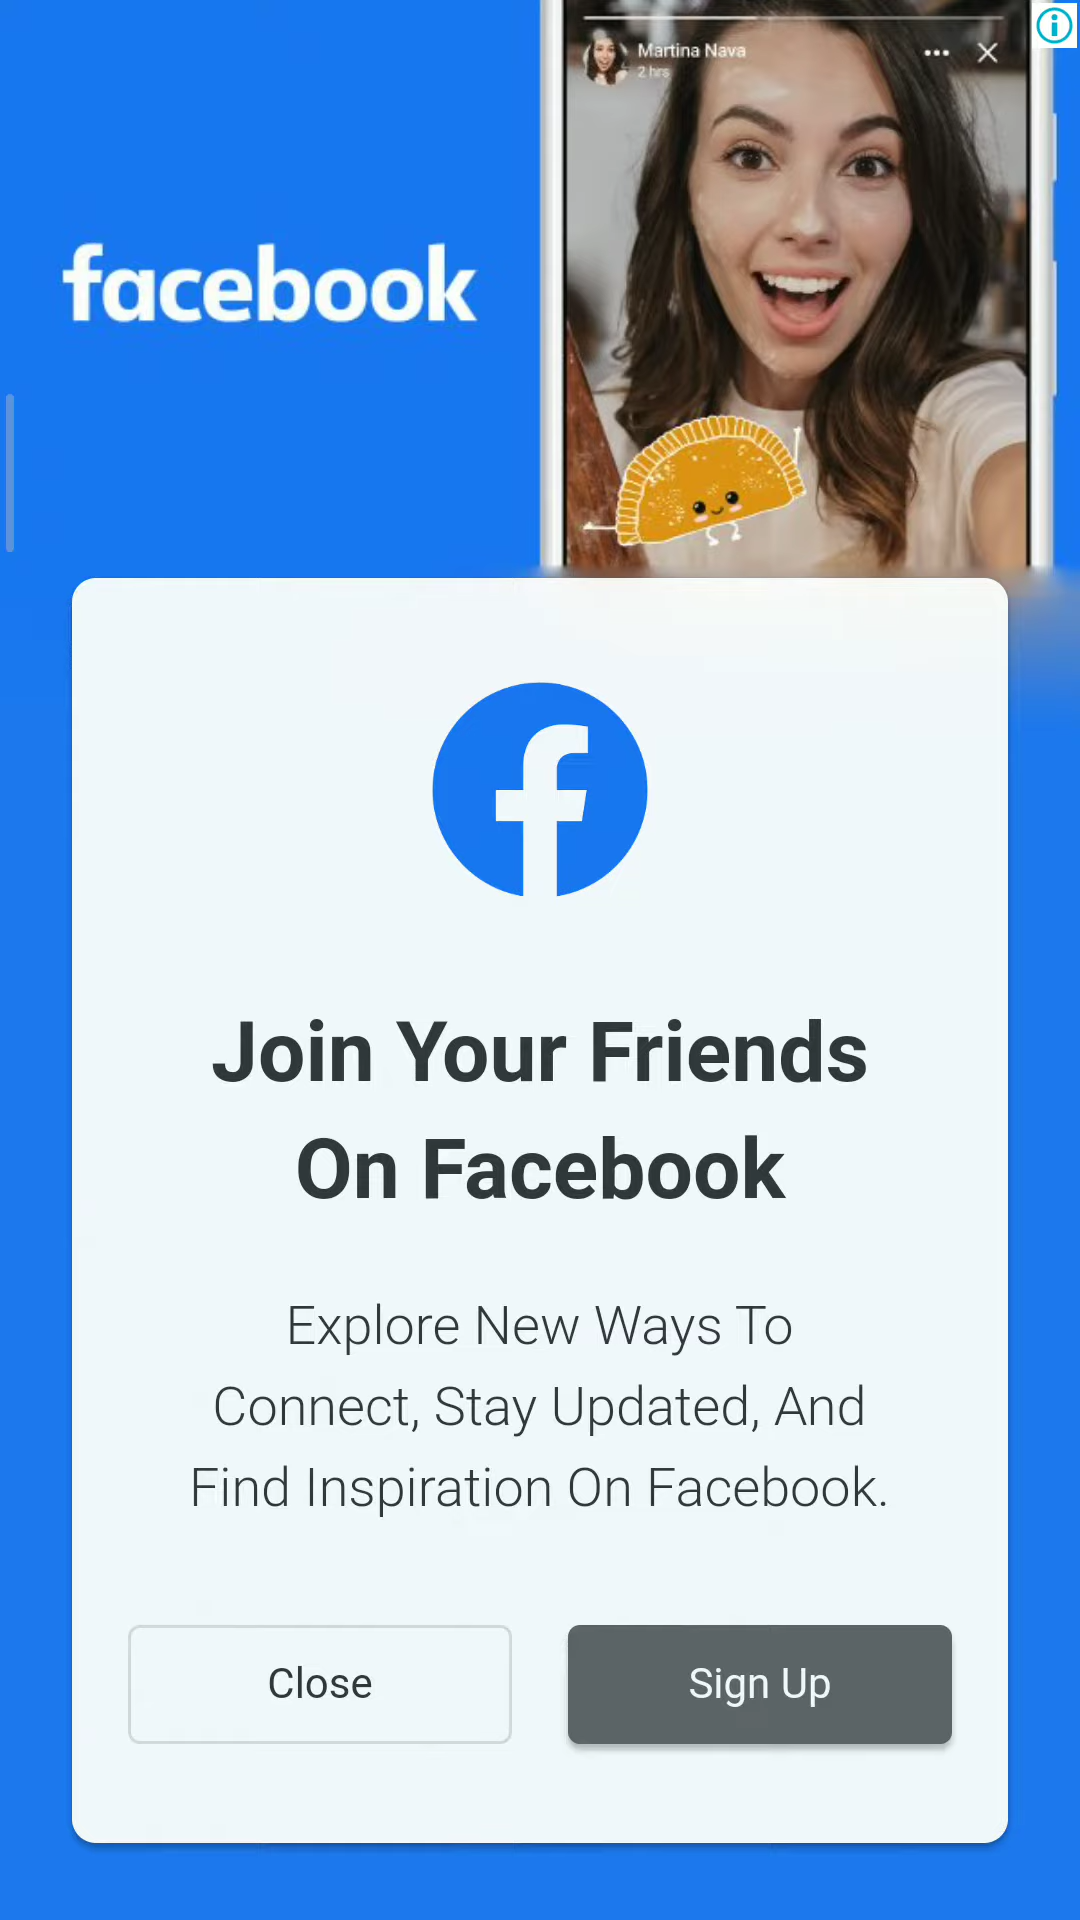 Martina Nava
2 hrs
facebook
Join Your Friends
On Facebook
Explore New Ways To
Connect, Stay Updated, And
Find Inspiration On Facebook.
Close
Sign Up